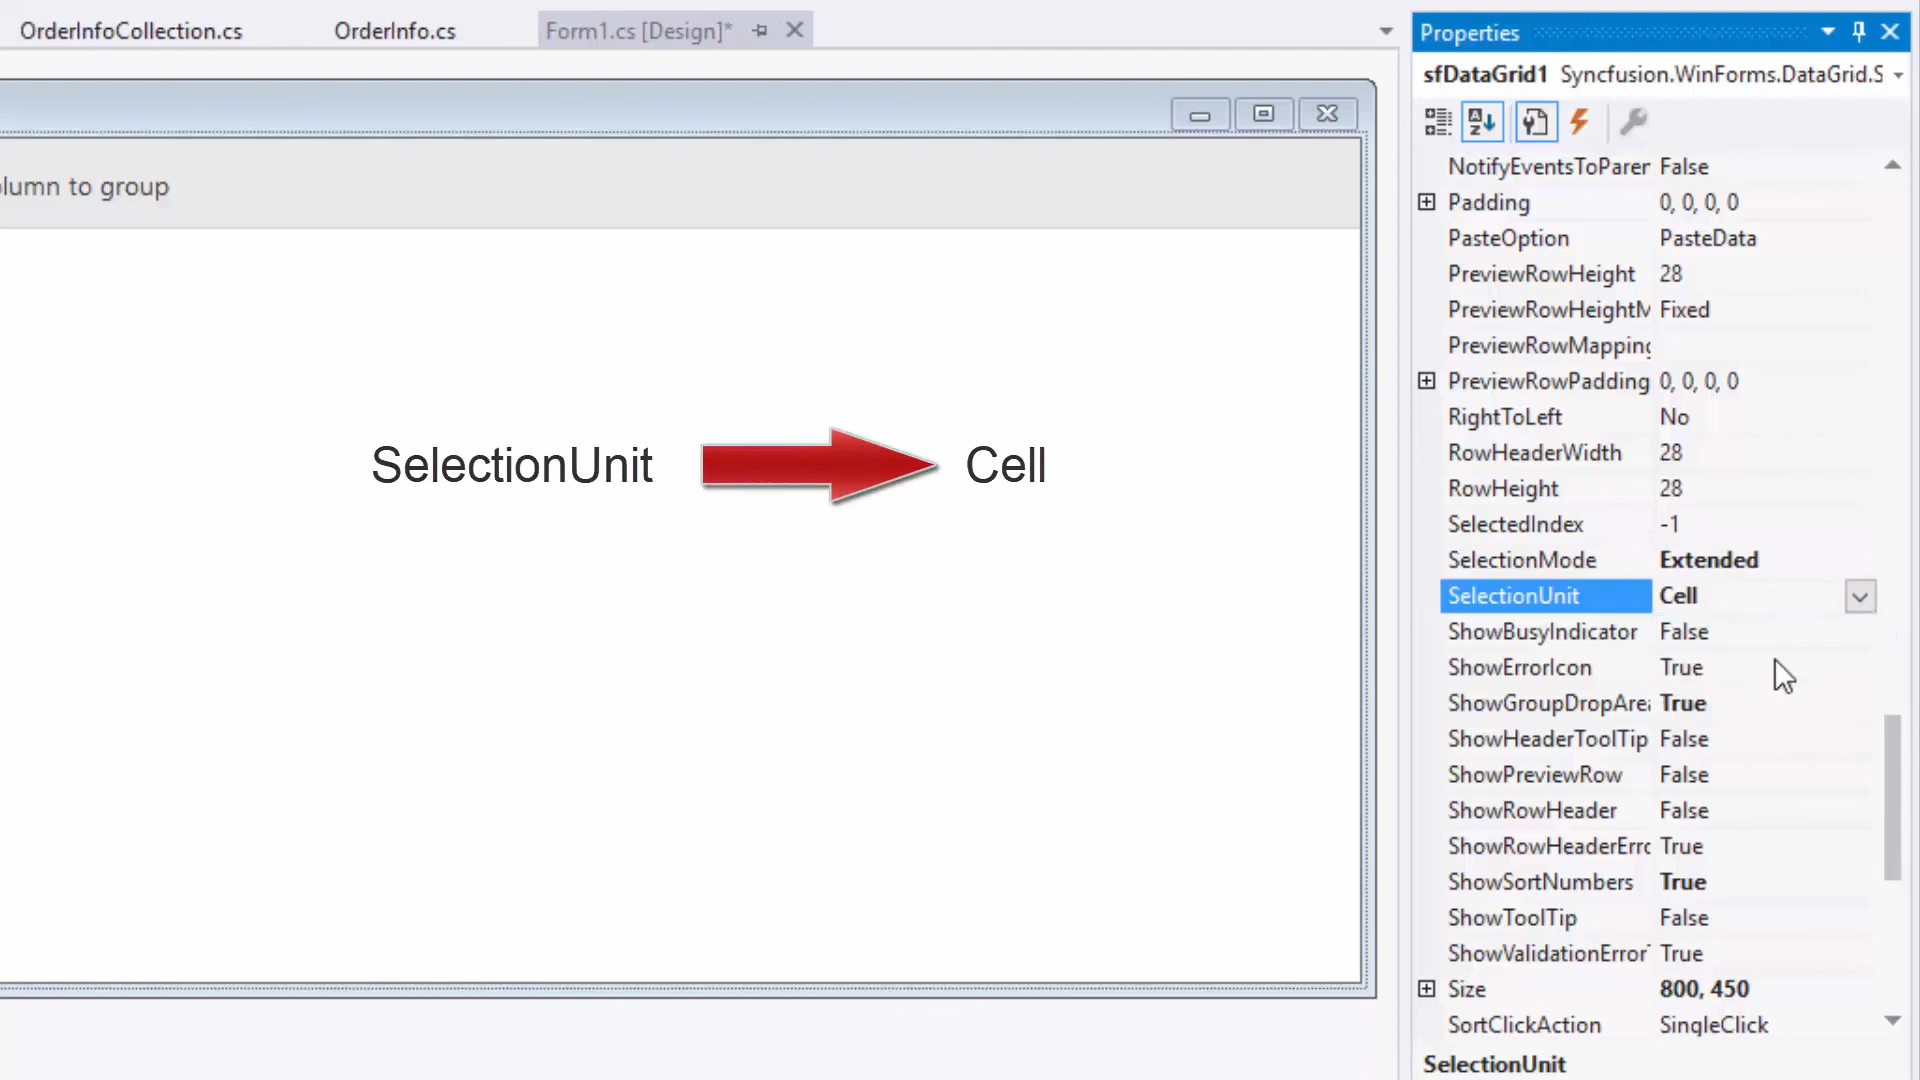 OrderInfoCollection.cs
OrderInfo.cs
Form1.cs [Design]*
Properties
sfDataGrid1 Syncfusion.WinForms.DataGrid.S
lumn to group
SelectionUnit
Cell
NotifyEventsToParer False
Padding 0, 0, 0, 0
PasteOption PasteData
PreviewRowHeight 28
PreviewRowHeightM Fixed
PreviewRowMapping
PreviewRowPadding 0, 0, 0, 0
RightToLeft No
RowHeaderWidth 28
RowHeight 28
SelectedIndex -1
SelectionMode Extended
SelectionUnit Cell
ShowBusyIndicator False
ShowErrorIcon True
ShowGroupDropArea True
ShowHeaderToolTip False
ShowPreviewRow False
ShowRowHeader False
ShowRowHeaderErrc True
ShowSortNumbers True
ShowToolTip False
ShowValidationError True
Size 800, 450
SortClickAction SingleClick
SelectionUnit